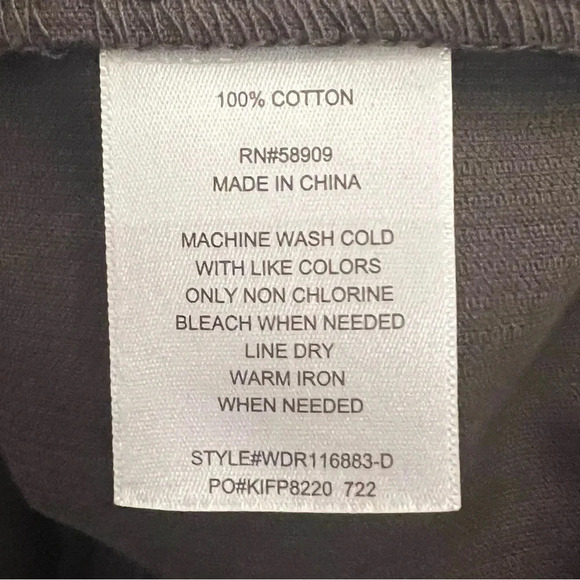 100% COTTON
RN#58909
MADE IN CHINA
MACHINE WASH COLD
WITH LIKE COLORS
ONLY NON CHLORINE
BLEACH WHEN NEEDED
LINE DRY
WARM IRON
WHEN NEEDED
STYLE#WDR116883-D
PO#KIFP8220 722